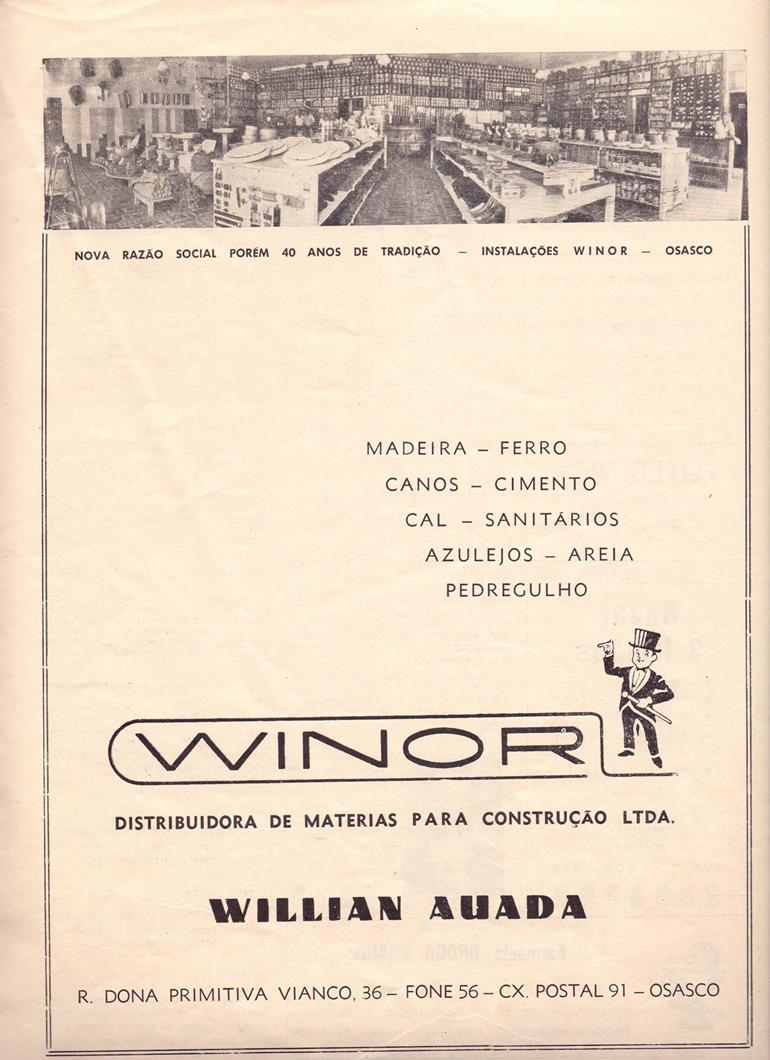 NOVA RAZÃO SOCIAL PORÉM 40 ANOS DE TRADIÇÃO — INSTALAÇÕES WINOR — OSASCO
MADEIRA – FERRO
CANOS – CIMENTO
CAL – SANITÁRIOS
AZULEJOS – AREIA
PEDREGULHO
WINOR
DISTRIBUIDORA DE MATERIAS PARA CONSTRUÇÃO LTDA.
WILLIAN AUADA
R. DONA PRIMITIVA VIANCO, 36 – FONE 56 – CX. POSTAL 91 – OSASCO